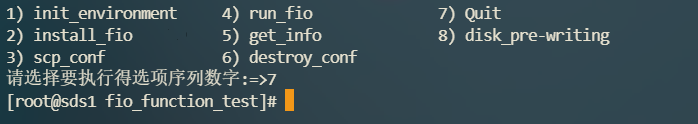 1) init_environment 4) run_fio 7) Quit
2) install_fio 5) get_info 8) disk_pre-writing
3) scp_conf 6) destroy_conf
请选择要执行得选项序列数字:=>7
[root@sds1 fio_function_test]#